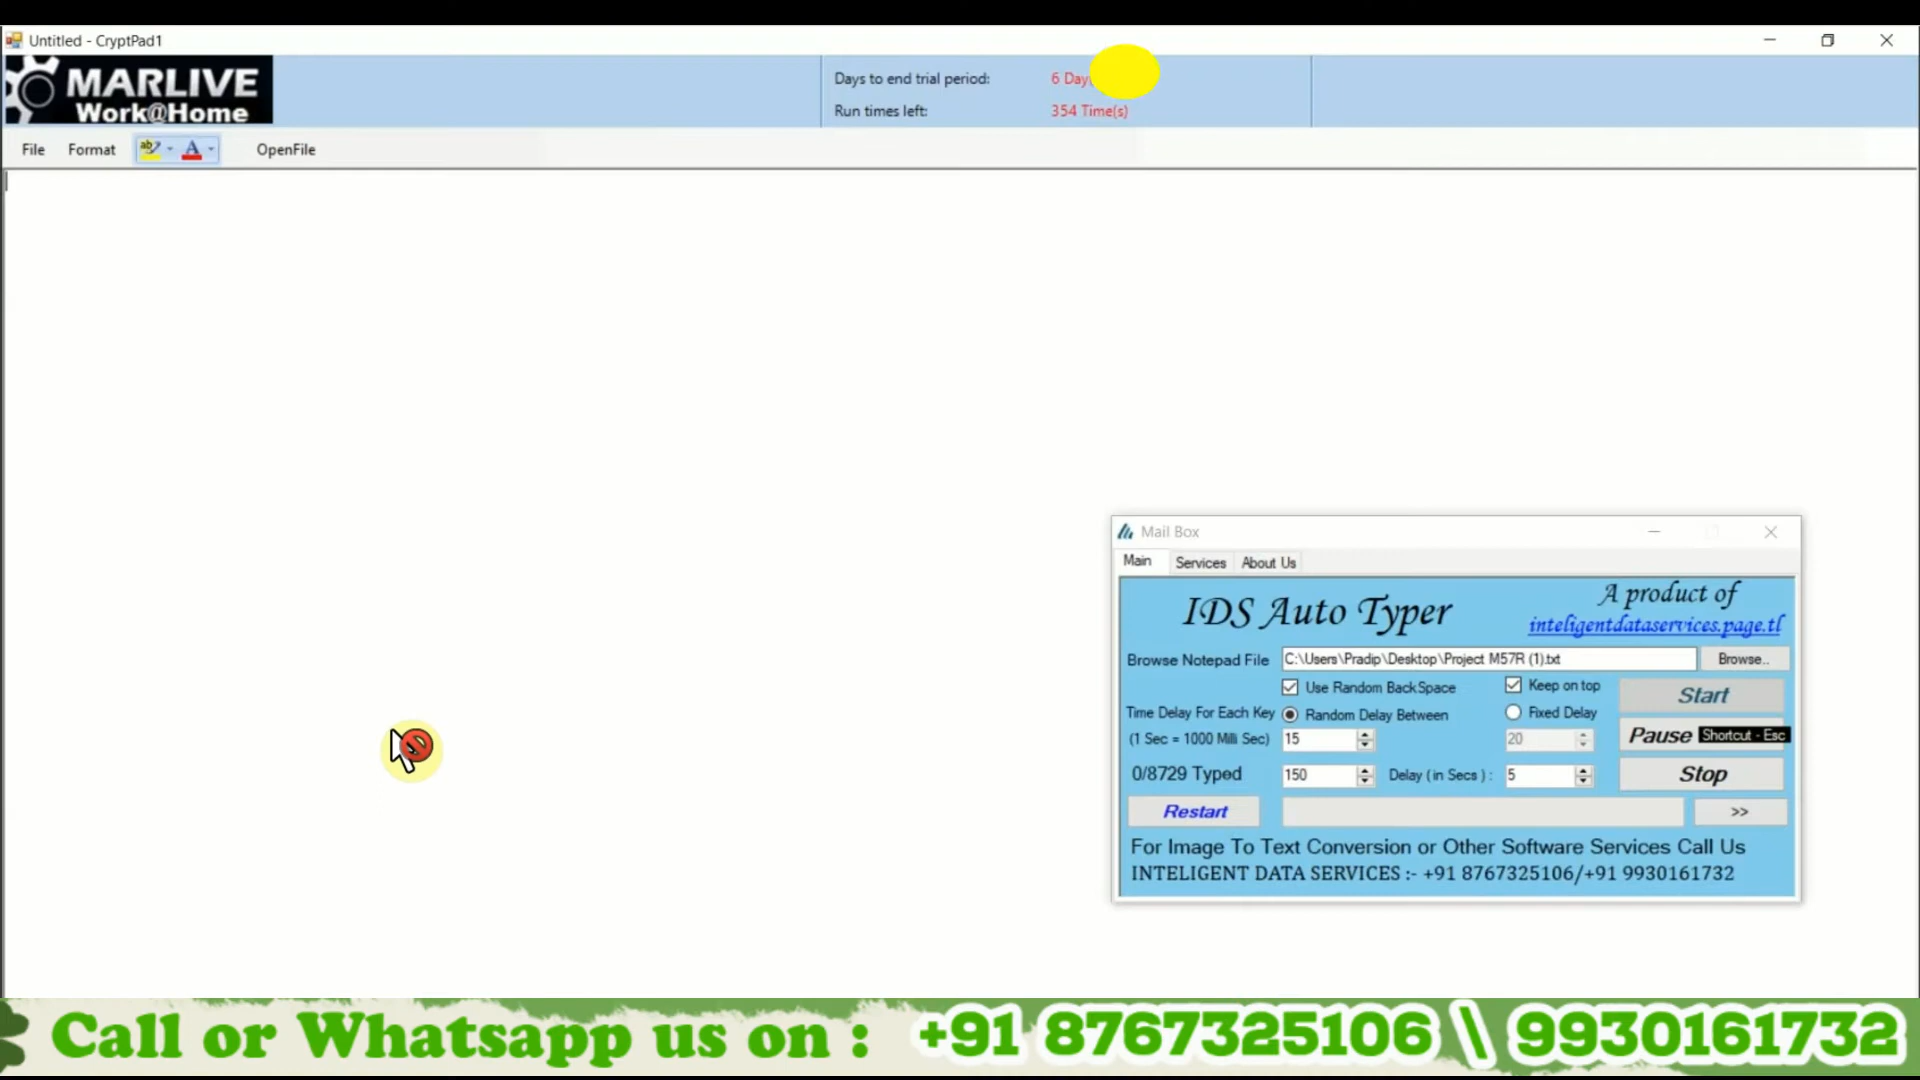 Untitled - CryptPad1
MARLIVE
Work@Home
Days to end trial period: 6 Day
Run times left: 354 Time(s)
File Format ab A OpenFile
Mail Box
Main Services About Us
IDS Auto Typer
A product of
inteligentdataservices.page.tl
Browse Notepad File C:\Users\Pradip\Desktop\Project M57R (1).txt Browse..
Use Random BackSpace Keep on top Start
Time Delay For Each Key Random Delay Between Fixed Delay
(1 Sec = 1000 Milli Sec) 15 20 Pause Shortcut - Esc
0/8729 Typed 150 Delay ( in Secs ) : 5 Stop
Restart >>
For Image To Text Conversion or Other Software Services Call Us
INTELIGENT DATA SERVICES :- +91 8767325106/+91 9930161732
Call or Whatsapp us on : +91 8767325106 \ 9930161732